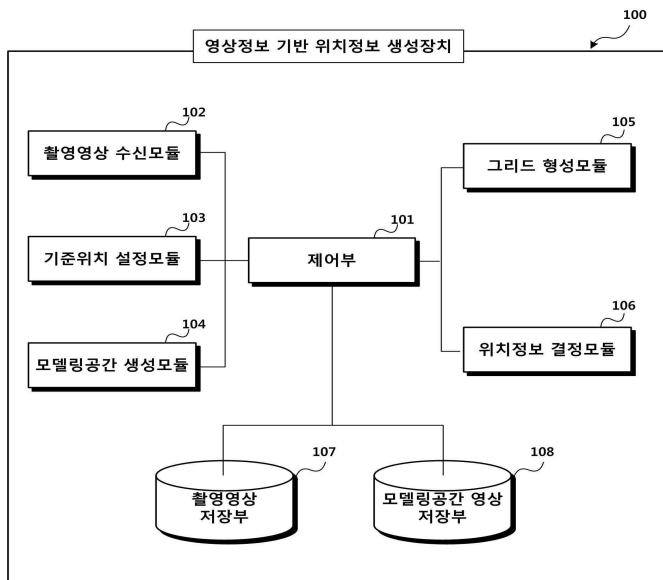 영상정보 기반 위치정보 생성장치
100
102
촬영영상 수신모듈
105
그리드 형성모듈
103
기준위치 설정모듈
101
제어부
104
모델링공간 생성모듈
106
위치정보 결정모듈
107
촬영영상
저장부
108
모델링공간 영상
저장부